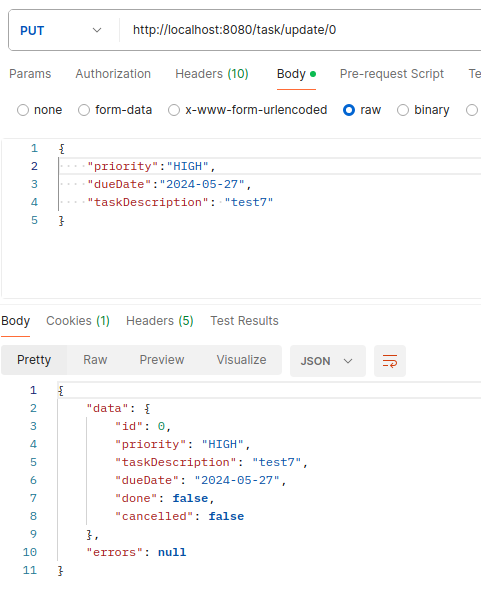 PUT http://localhost:8080/task/update/0
Params Authorization Headers (10) Body Pre-request Script Te
none form-data x-www-form-urlencoded raw binary
1 {
2 ····"priority":"HIGH",
3 ····"dueDate":"2024-05-27",
4 ····"taskDescription":·"test7"
5 }
Body Cookies (1) Headers (5) Test Results
Pretty Raw Preview Visualize JSON
1 {
2 "data": {
3 "id": 0,
4 "priority": "HIGH",
5 "taskDescription": "test7",
6 "dueDate": "2024-05-27",
7 "done": false,
8 "cancelled": false
9 },
10 "errors": null
11 }